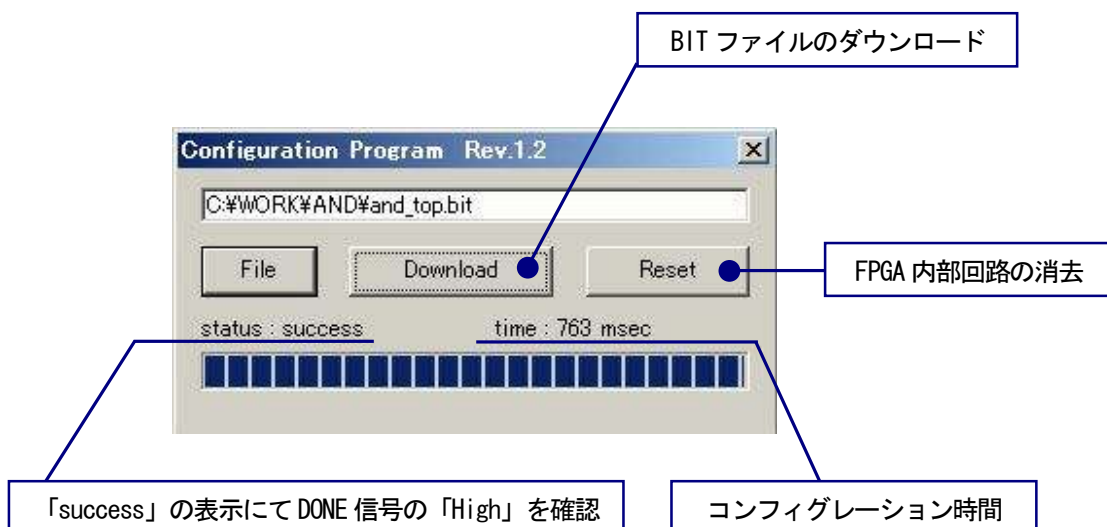 BIT ファイルのダウンロード
Configuration Program Rev.1.2
C:¥WORK¥AND¥and_top.bit
File Download Reset
FPGA 内部回路の消去
status : success time : 763 msec
「success」の表示にて DONE 信号の「High」を確認
コンフィグレーション時間